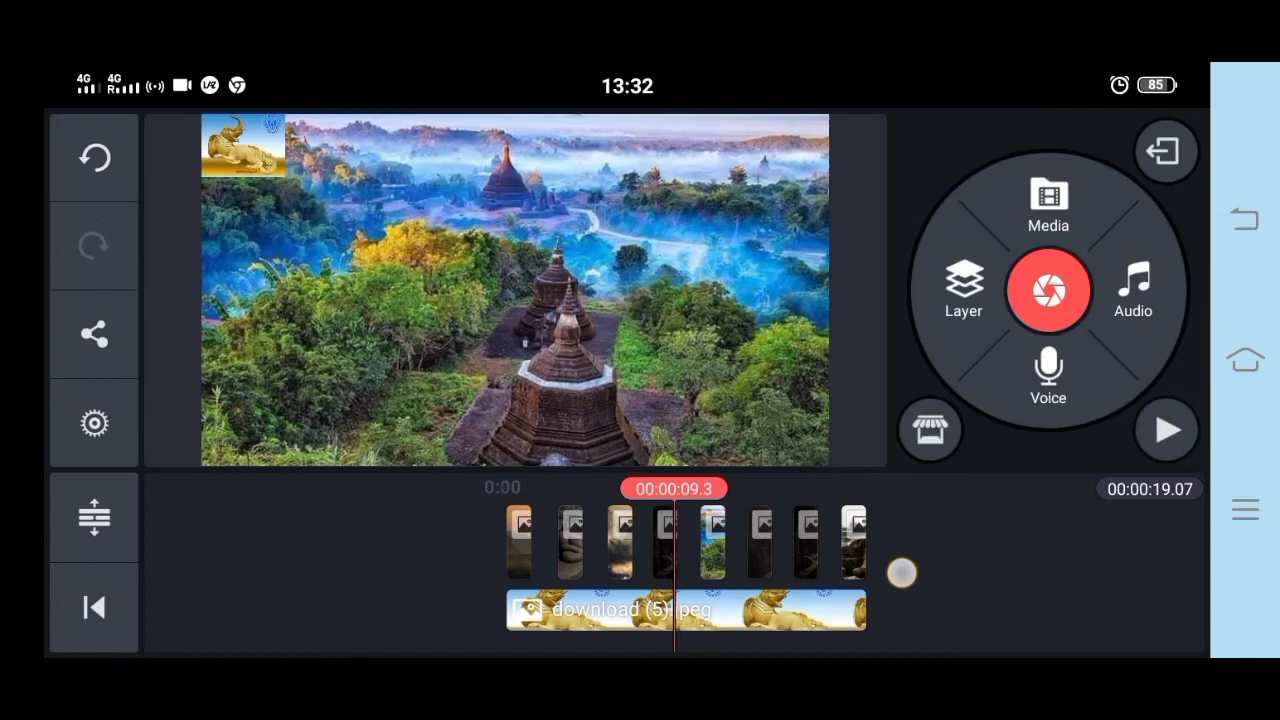 4G 4G
R
LAZ
13:32
85
Media
Layer
Audio
Voice
0:00
00:00:09.3
00:00:19.07
download (5).jpeg